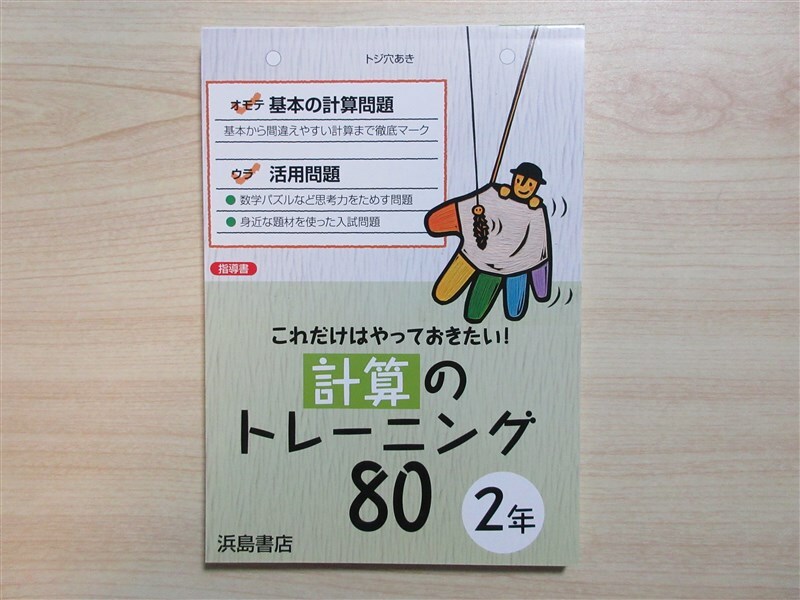 トジ穴あき
オモテ 基本の計算問題
基本から間違えやすい計算まで徹底マーク
ウラ 活用問題
● 数学パズルなど思考力をためす問題
● 身近な題材を使った入試問題
指導書
これだけはやっておきたい!
計算の
トレーニング
80
2年
浜島書店